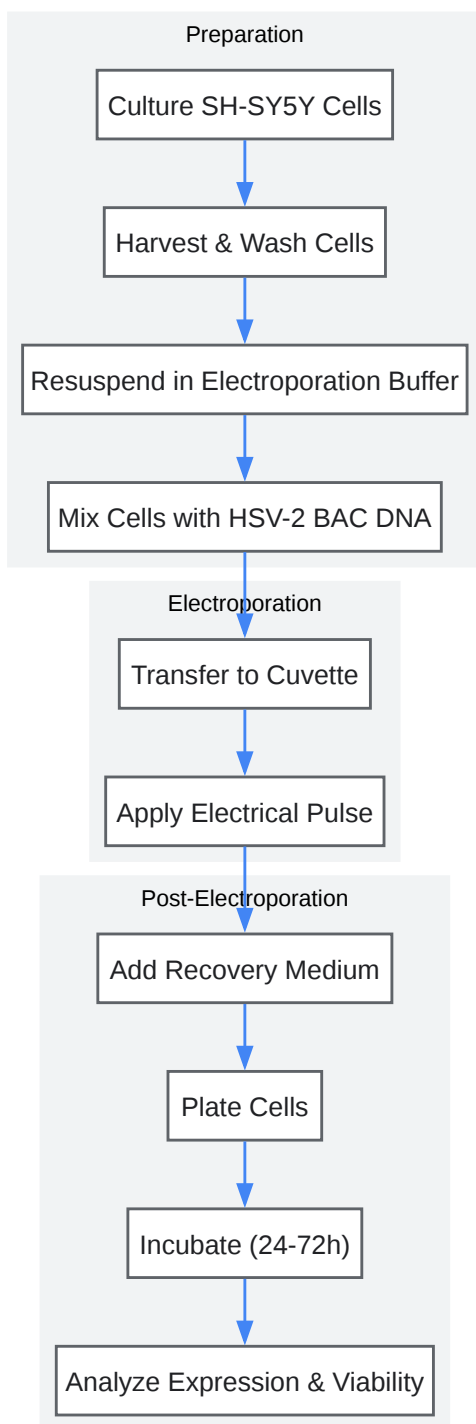 Preparation
Culture SH-SY5Y Cells
Harvest & Wash Cells
Resuspend in Electroporation Buffer
Mix Cells with HSV-2 BAC DNA
Electroporation
Transfer to Cuvette
Apply Electrical Pulse
Post-Electroporation
Add Recovery Medium
Plate Cells
Incubate (24-72h)
Analyze Expression & Viability